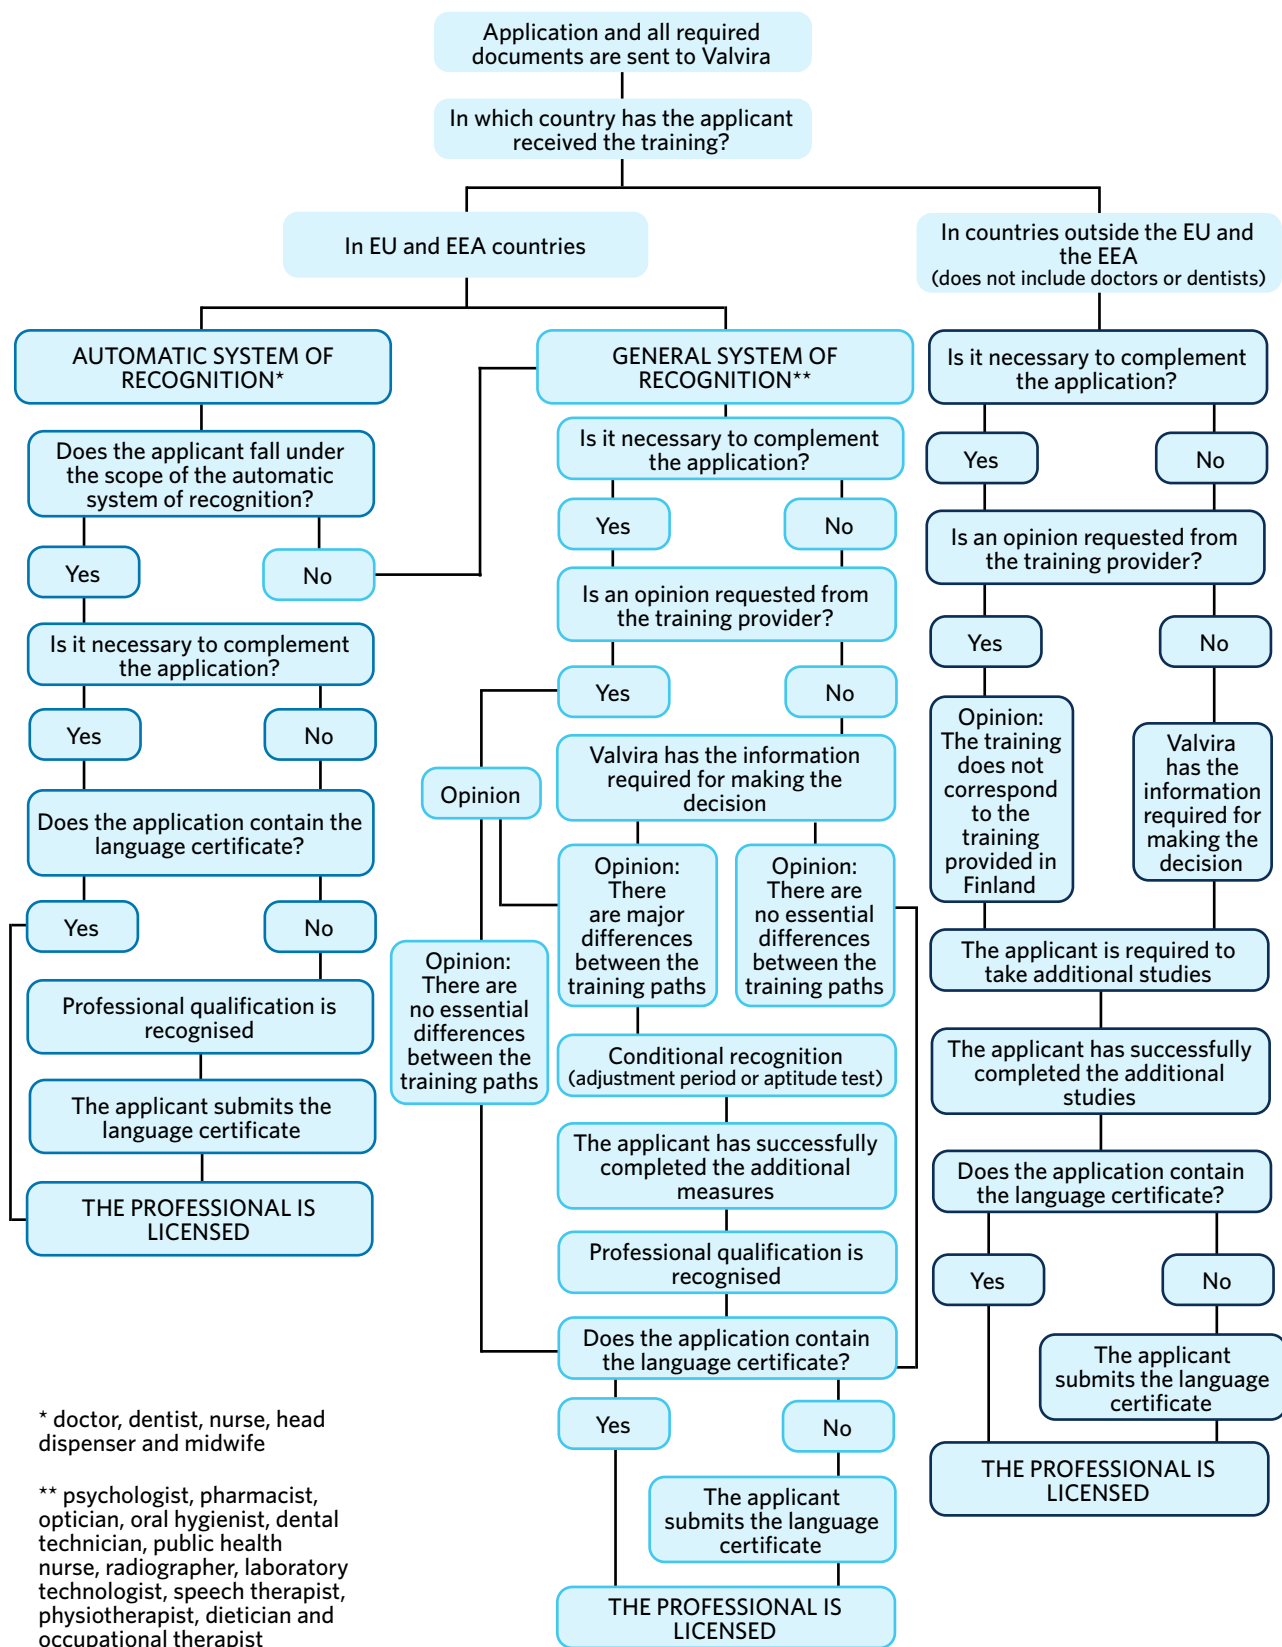 Application and all required
documents are sent to Valvira
In which country has the applicant
received the training?
In EU and EEA countries
In countries outside the EU and
the EEA
(does not include doctors or dentists)
AUTOMATIC SYSTEM OF
RECOGNITION*
Does the applicant fall under
the scope of the automatic
system of recognition?
Yes
No
Is it necessary to complement
the application?
Yes
No
Does the application contain the
language certificate?
Yes
No
Professional qualification is
recognised
The applicant submits the
language certificate
THE PROFESSIONAL IS
LICENSED
GENERAL SYSTEM OF
RECOGNITION**
Is it necessary to complement
the application?
Yes
No
Is an opinion requested from
the training provider?
Yes
No
Opinion
Valvira has the information
required for making the
decision
Opinion:
There are
no essential
differences
between the
training paths
Opinion:
There
are major
differences
between the
training paths
Opinion:
There are
no essential
differences
between the
training paths
Conditional recognition
(adjustment period or aptitude test)
The applicant has successfully
completed the additional
measures
Professional qualification is
recognised
Does the application contain
the language certificate?
Yes
No
The applicant
submits the language
certificate
THE PROFESSIONAL IS
LICENSED
Is it necessary to complement
the application?
Yes
No
Is an opinion requested from
the training provider?
Yes
No
Opinion:
The training
does not
correspond
to the
training
provided in
Finland
Valvira
has the
information
required for
making the
decision
The applicant is required to
take additional studies
The applicant has successfully
completed the additional
studies
Does the application contain
the language certificate?
Yes
No
The applicant
submits the language
certificate
THE PROFESSIONAL IS
LICENSED
* doctor, dentist, nurse, head
dispenser and midwife
** psychologist, pharmacist,
optician, oral hygienist, dental
technician, public health
nurse, radiographer, laboratory
technologist, speech therapist,
physiotherapist, dietician and
occupational therapist